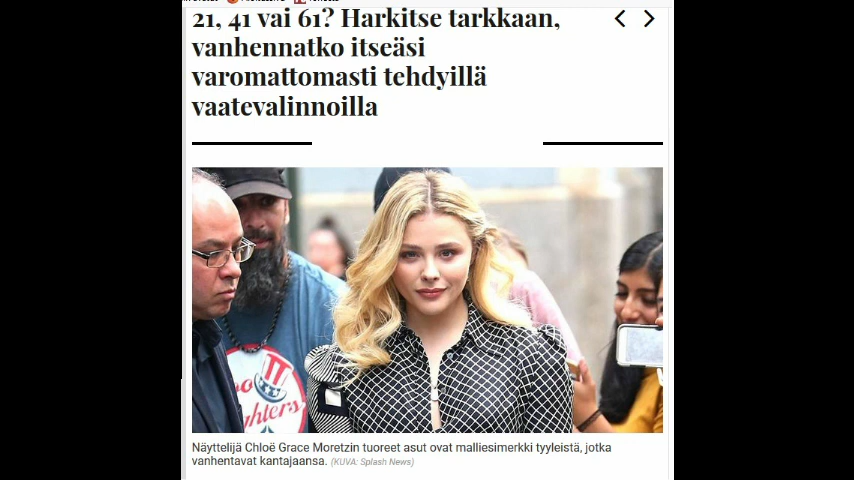 21, 41 vai 61? Harkitse tarkkaan,
vanhennatko itseäsi
varomattomasti tehdyillä
vaatevalinnoilla
Näyttelijä Chloë Grace Moretzin tuoreet asut ovat malliesimerkki tyyleistä, jotka
vanhentavat kantajaansa. (KUVA: Splash News)